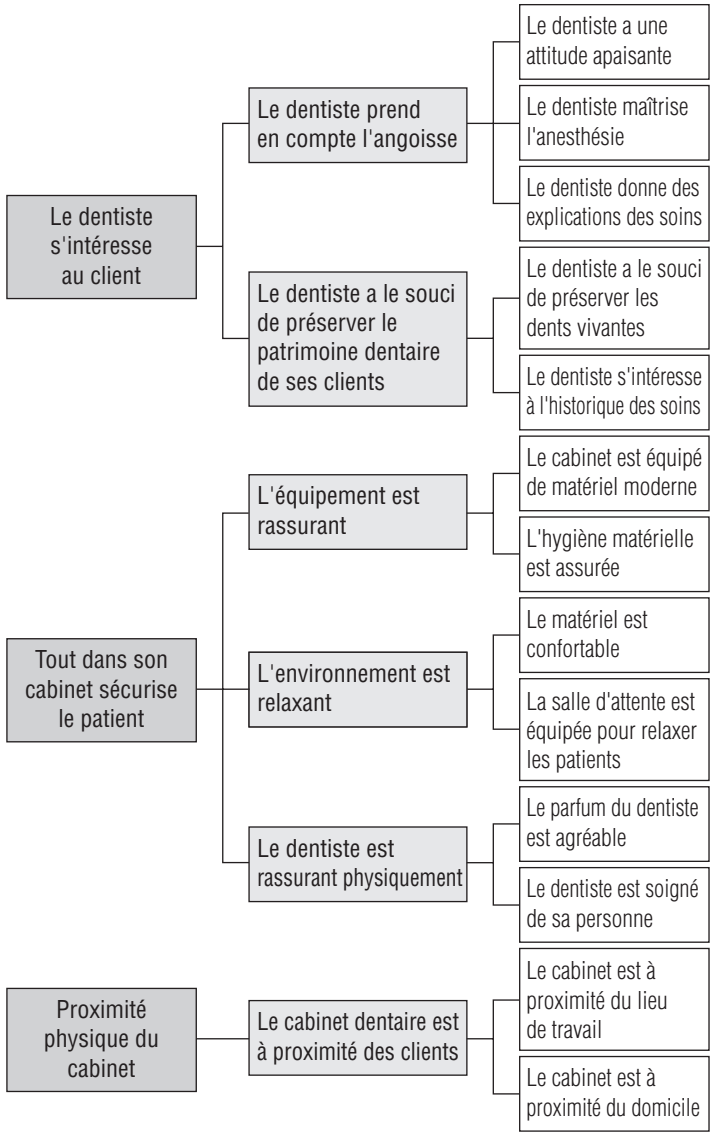 Le dentiste
s'intéresse
au client
Le dentiste prend
en compte l'angoisse
Le dentiste a une
attitude apaisante
Le dentiste maîtrise
l'anesthésie
Le dentiste donne des
explications des soins
Le dentiste a le souci
de préserver le
patrimoine dentaire
de ses clients
Le dentiste a le souci
de préserver les
dents vivantes
Le dentiste s'intéresse
à l'historique des soins
Tout dans son
cabinet sécurise
le patient
L'équipement est
rassurant
Le cabinet est équipé
de matériel moderne
L'hygiène matérielle
est assurée
L'environnement est
relaxant
Le matériel est
confortable
La salle d'attente est
équipée pour relaxer
les patients
Le dentiste est
rassurant physiquement
Le parfum du dentiste
est agréable
Le dentiste est soigné
de sa personne
Proximité
physique du
cabinet
Le cabinet dentaire est
à proximité des clients
Le cabinet est à
proximité du lieu
de travail
Le cabinet est à
proximité du domicile